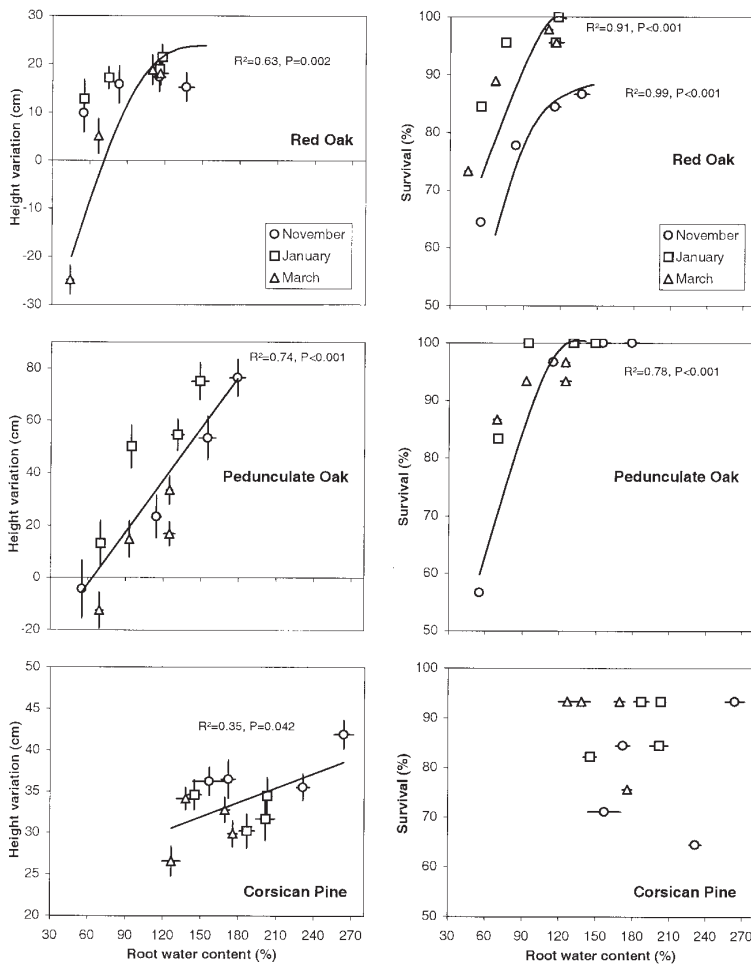 30
20
10
0
-10
-20
-30
Height variation (cm)
R²=0.63, P=0.002
Red Oak
November
January
March
100
90
80
70
60
50
Survival (%)
R²=0.91, P<0.001
R²=0.99, P<0.001
Red Oak
November
January
March
80
60
40
20
0
-20
Height variation (cm)
R²=0.74, P<0.001
Pedunculate Oak
100
90
80
70
60
50
Survival (%)
R²=0.78, P<0.001
Pedunculate Oak
45
40
35
30
25
20
Height variation (cm)
R²=0.35, P=0.042
Corsican Pine
30 60 90 120 150 180 210 240 270
Root water content (%)
100
90
80
70
60
50
Survival (%)
Corsican Pine
30 60 90 120 150 180 210 240 270
Root water content (%)